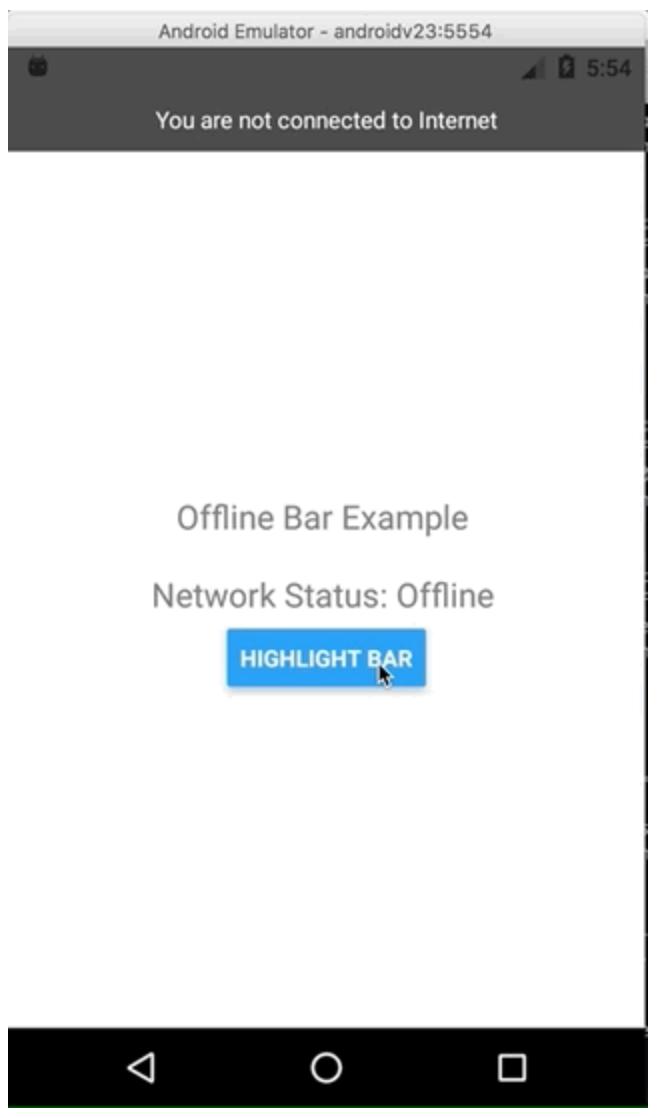 Android Emulator - androidv23:5554
5:54
You are not connected to Internet
Offline Bar Example
Network Status: Offline
HIGHLIGHT BAR